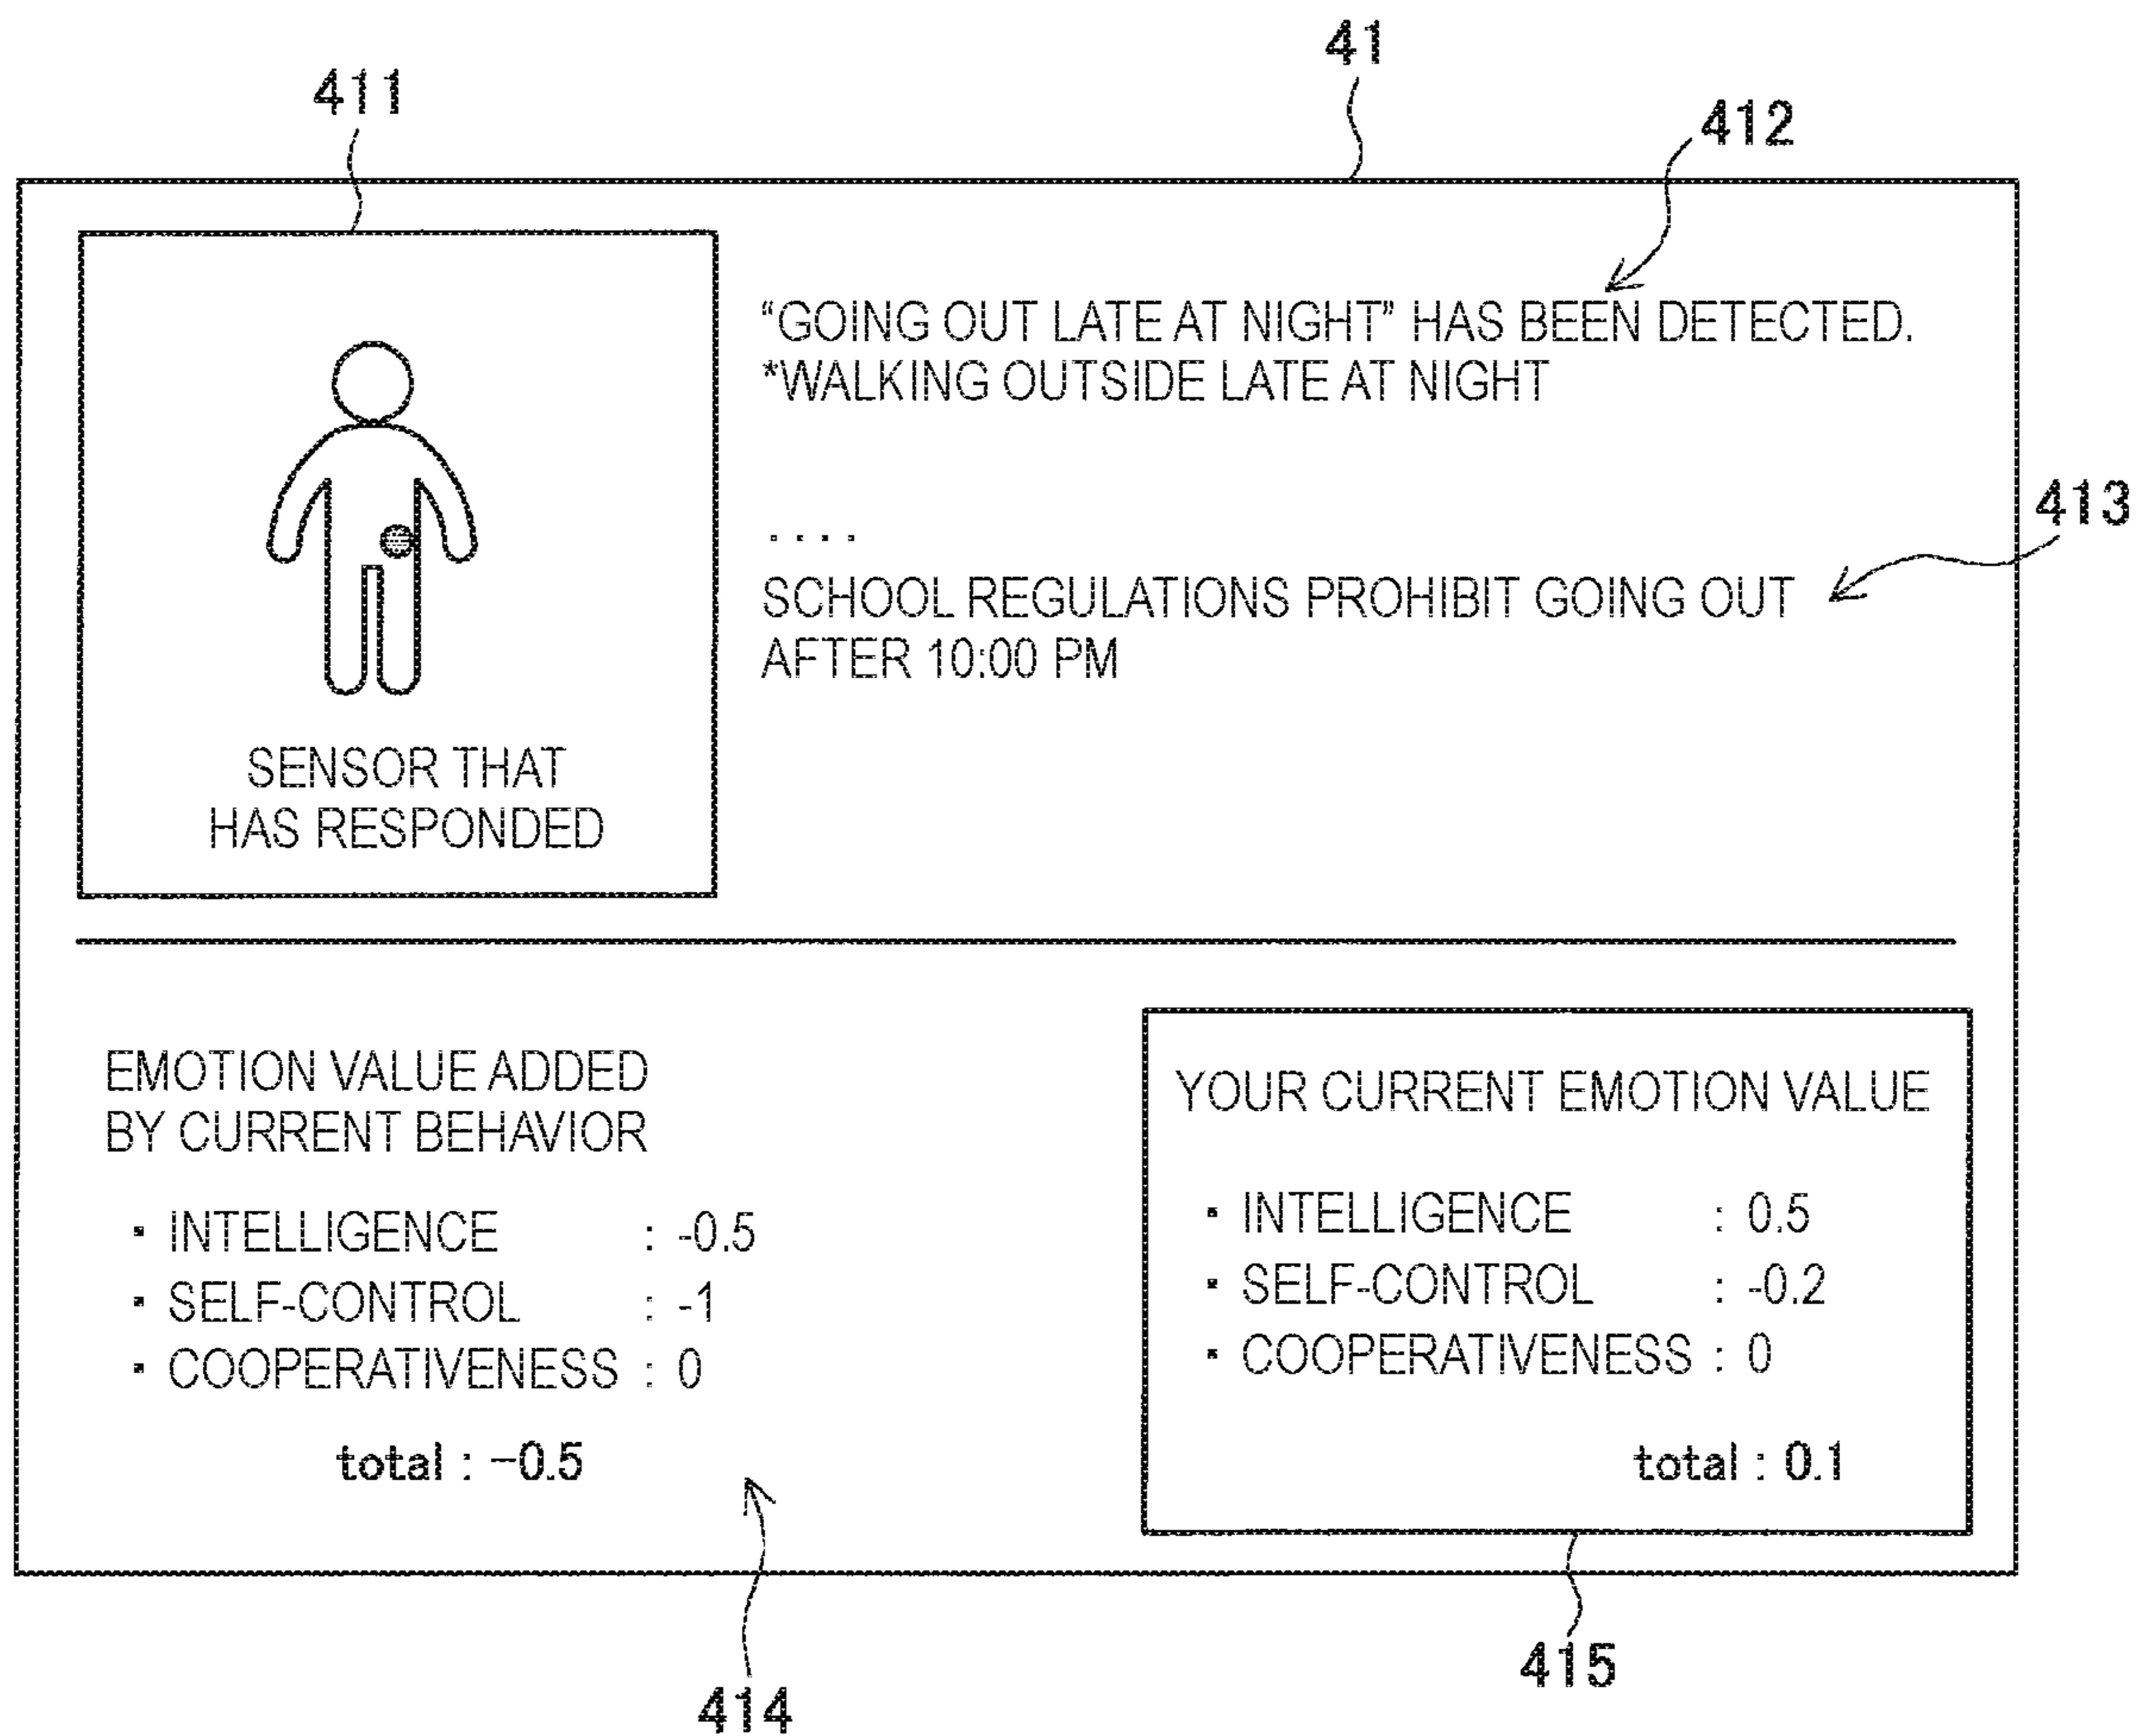 41
411
412
"GOING OUT LATE AT NIGHT" HAS BEEN DETECTED.
*WALKING OUTSIDE LATE AT NIGHT
413
....
SCHOOL REGULATIONS PROHIBIT GOING OUT
AFTER 10:00 PM
SENSOR THAT
HAS RESPONDED
EMOTION VALUE ADDED
BY CURRENT BEHAVIOR
・INTELLIGENCE : -0.5
・SELF-CONTROL : -1
・COOPERATIVENESS : 0
total : -0.5
YOUR CURRENT EMOTION VALUE
・INTELLIGENCE : 0.5
・SELF-CONTROL : -0.2
・COOPERATIVENESS : 0
total : 0.1
415
414